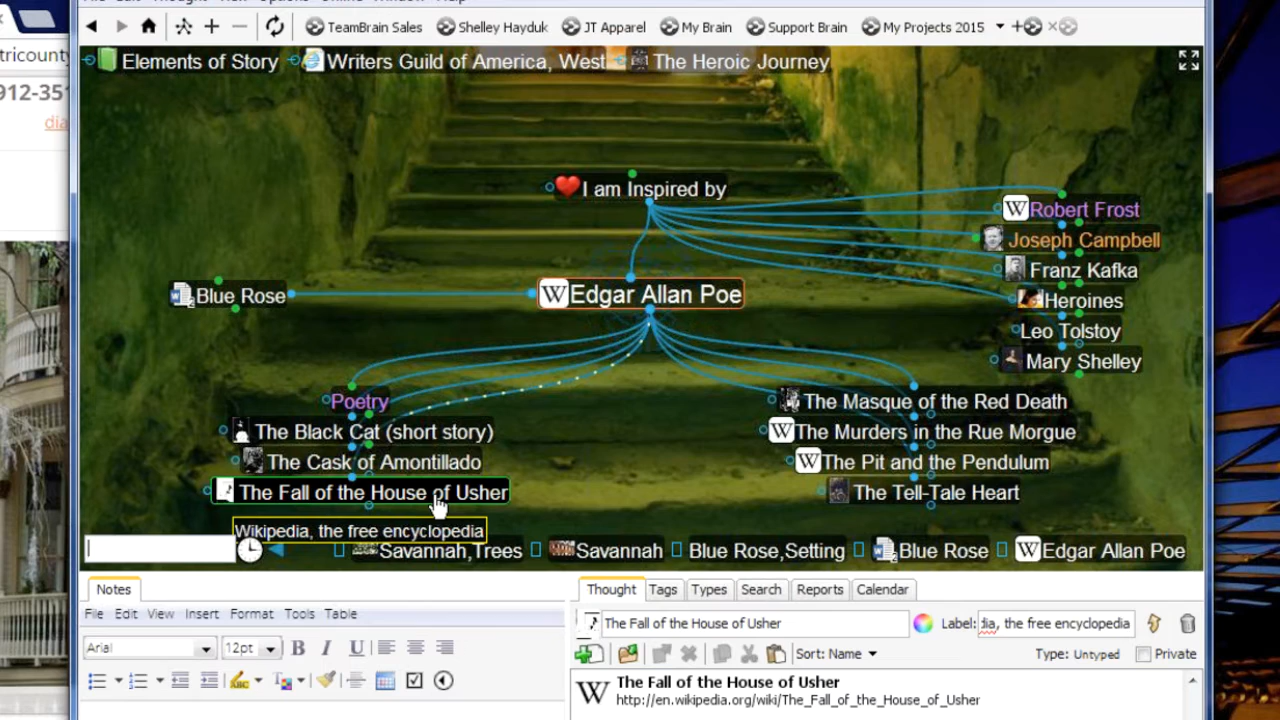 tricounty
912-351
dia
TeamBrain Sales Shelley Hayduk JT Apparel My Brain Support Brain My Projects 2015
Elements of Story Writers Guild of America, West The Heroic Journey
I am Inspired by
Robert Frost
Joseph Campbell
Franz Kafka
Heroines
Leo Tolstoy
Mary Shelley
Blue Rose
W Edgar Allan Poe
Poetry
The Black Cat (short story)
The Cask of Amontillado
The Fall of the House of Usher
Wikipedia, the free encyclopedia
The Masque of the Red Death
W The Murders in the Rue Morgue
W The Pit and the Pendulum
The Tell-Tale Heart
Savannah,Trees Savannah Blue Rose,Setting Blue Rose W Edgar Allan Poe
Notes
File Edit View Insert Format Tools Table
Arial 12pt B I U
Thought Tags Types Search Reports Calendar
The Fall of the House of Usher Label: dia, the free encyclopedia
Sort: Name Type: Untyped Private
W The Fall of the House of Usher
http://en.wikipedia.org/wiki/The_Fall_of_the_House_of_Usher